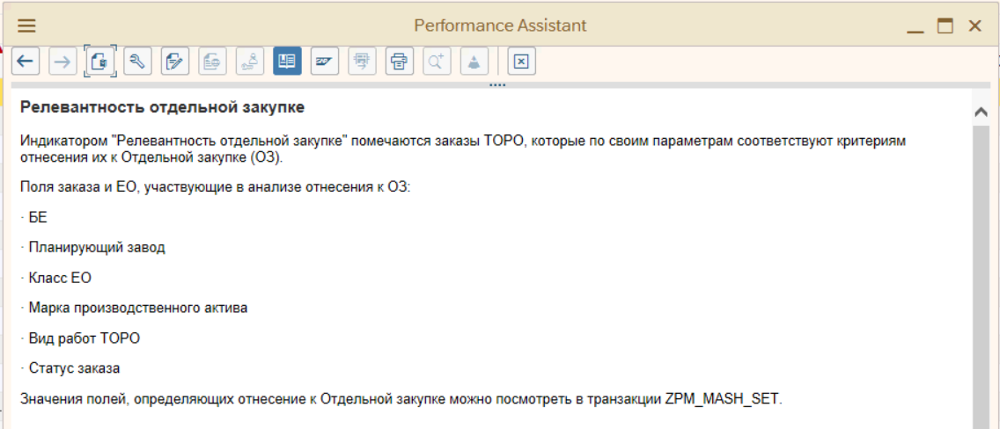 Performance Assistant
Релевантность отдельной закупке
Индикатором "Релевантность отдельной закупке" помечаются заказы ТОРО, которые по своим параметрам соответствуют критериям
отнесения их к Отдельной закупке (ОЗ).
Поля заказа и ЕО, участвующие в анализе отнесения к ОЗ:
· БЕ
· Планирующий завод
· Класс ЕО
· Марка производственного актива
· Вид работ ТОРО
· Статус заказа
Значения полей, определяющих отнесение к Отдельной закупке можно посмотреть в транзакции ZPM_MASH_SET.